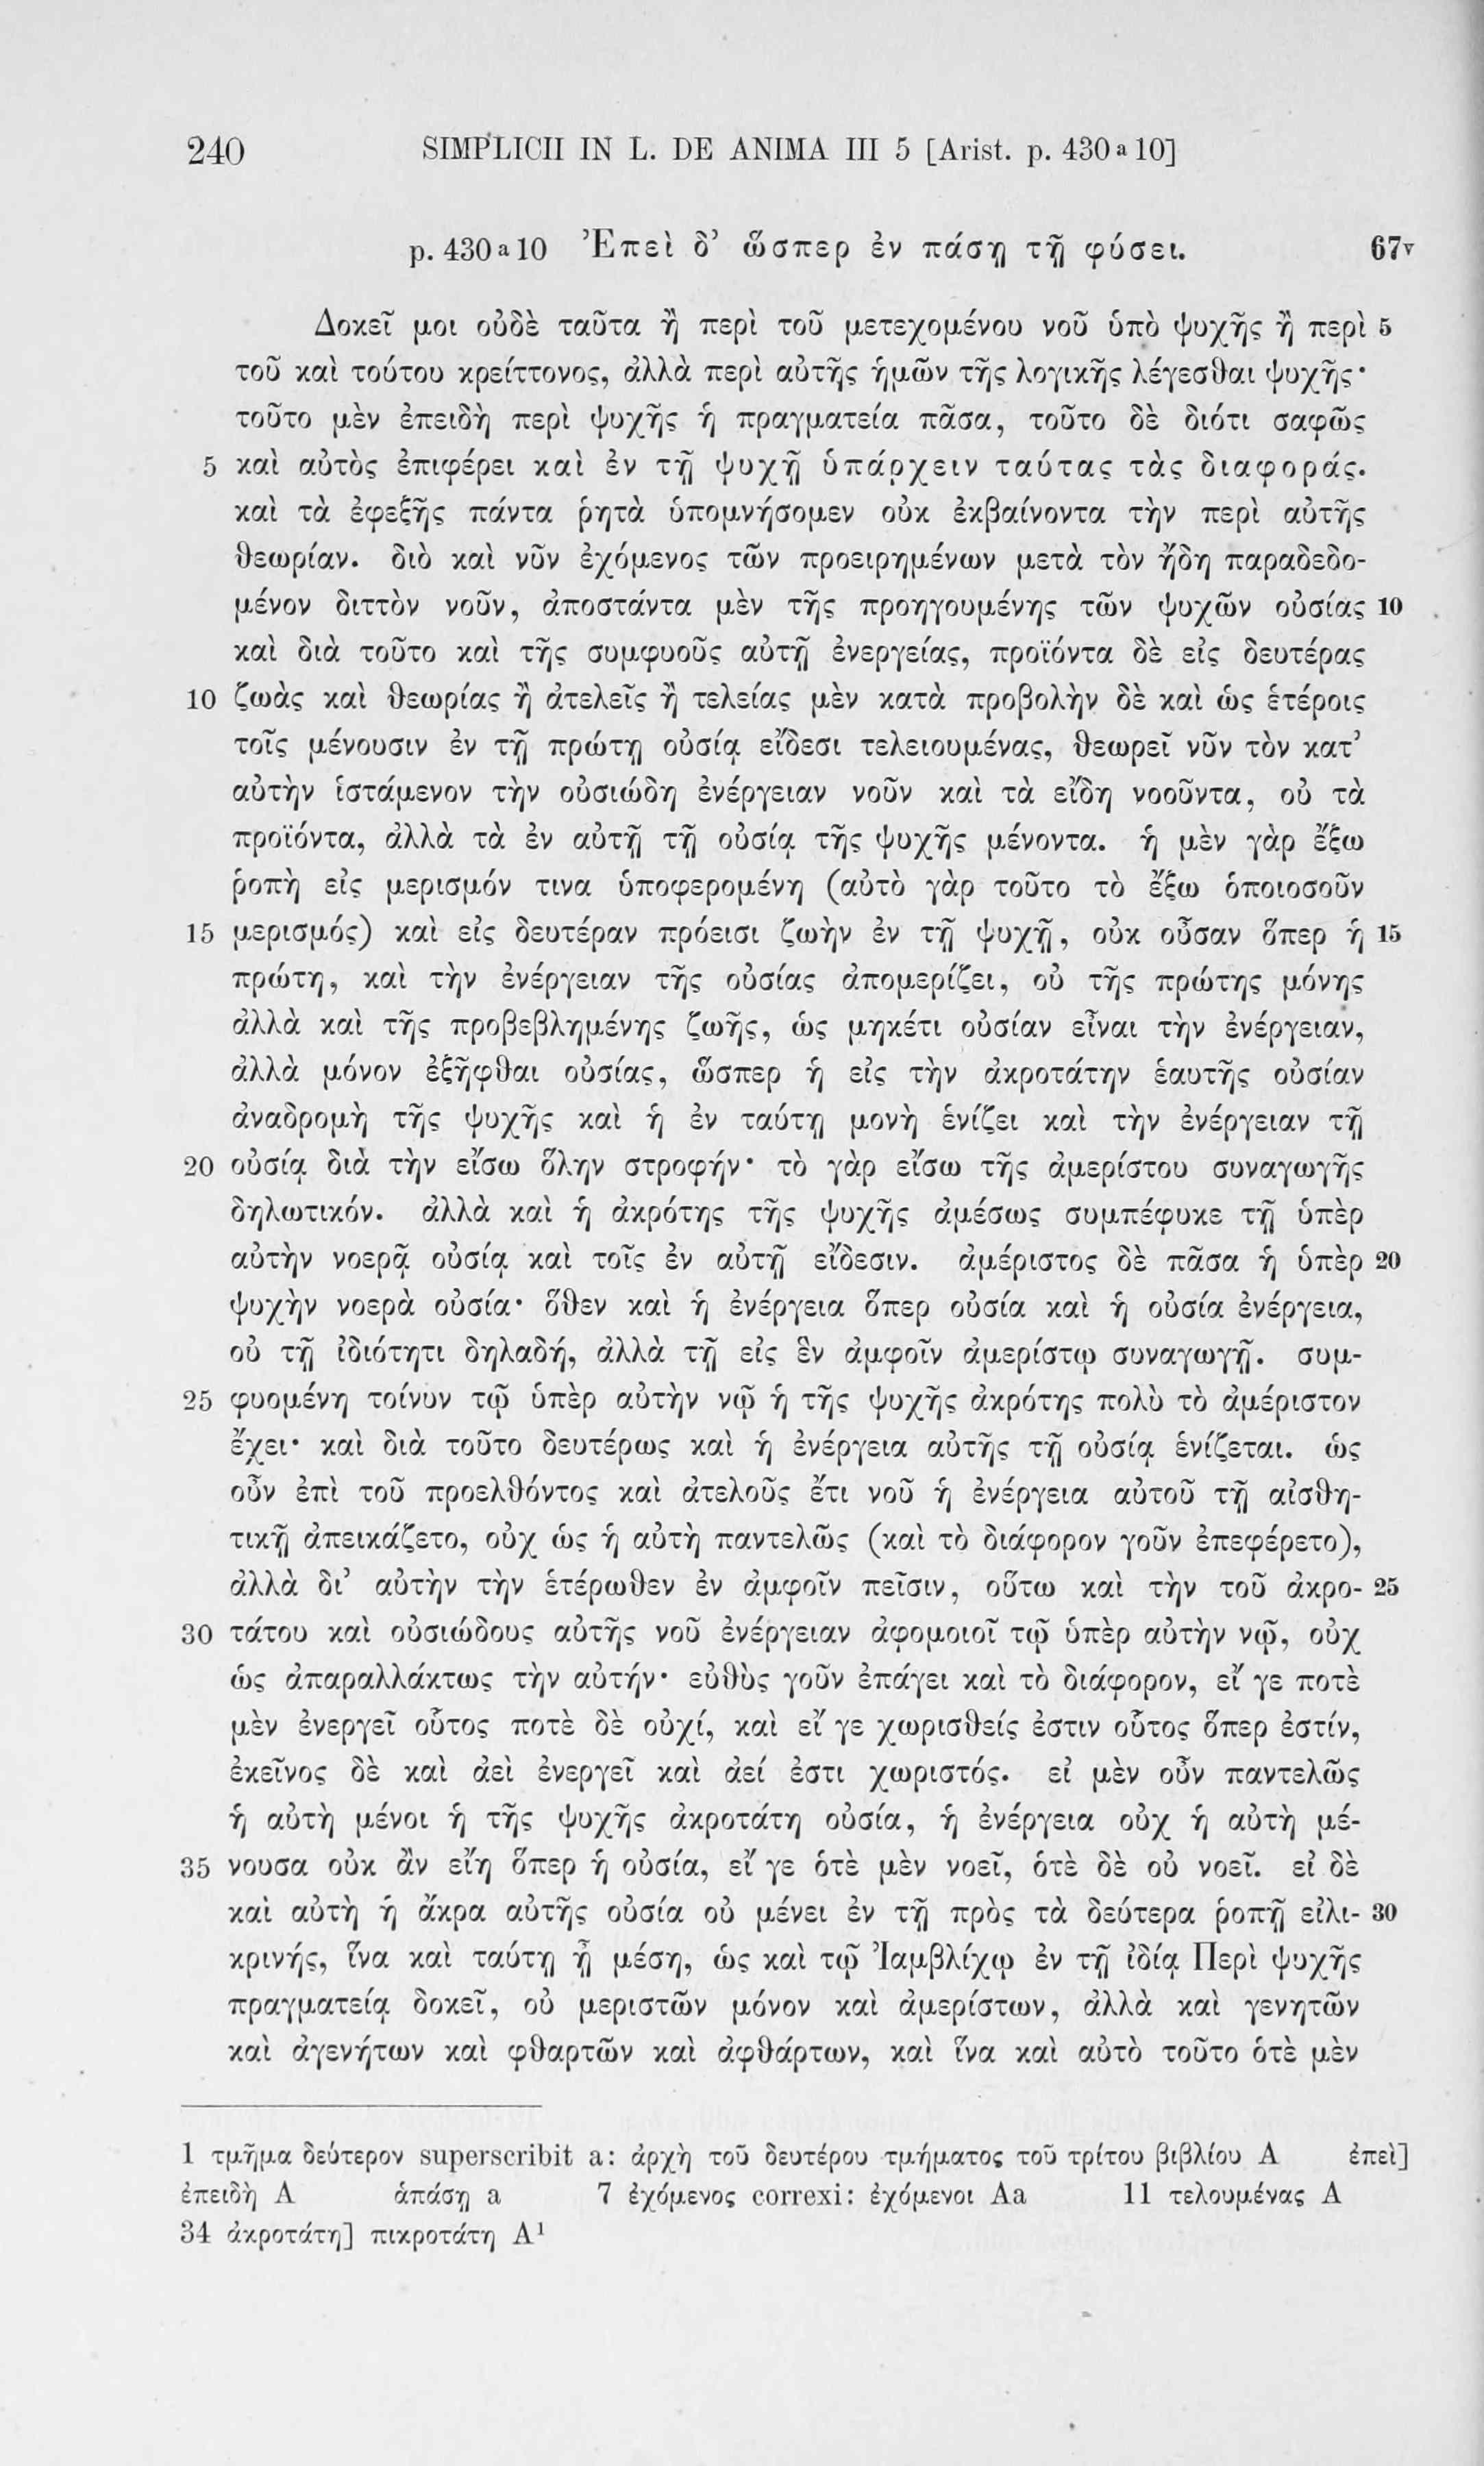 240 SIMPLICII IN L. DE ANIMA III 5 [Arist. p. 430 a 10]
p. 430 a 10 Ἐπεὶ δ’ ὥσπερ ἐν πάσῃ τῇ φύσει. 67v
Δοκεῖ μοι οὐδὲ ταῦτα ἢ περὶ τοῦ μετεχομένου νοῦ ὑπὸ ψυχῆς ἢ περὶ 5
τοῦ καὶ τούτου κρείττονος, ἀλλὰ περὶ αὐτῆς ἡμῶν τῆς λογικῆς λέγεσθαι ψυχῆς·
τοῦτο μὲν ἐπειδὴ περὶ ψυχῆς ἡ πραγματεία πᾶσα, τοῦτο δὲ διότι σαφῶς
5 καὶ αὐτὸς ἐπιφέρει καὶ ἐν τῇ ψυχῇ ὑπάρχειν ταύτας τὰς διαφοράς.
καὶ τὰ ἐφεξῆς πάντα ῥητὰ ὑπομνήσομεν οὐκ ἐκβαίνοντα τὴν περὶ αὐτῆς
θεωρίαν. διὸ καὶ νῦν ἐχόμενος τῶν προειρημένων μετὰ τὸν ἤδη παραδεδο-
μένον διττὸν νοῦν, ἀποστάντα μὲν τῆς προηγουμένης τῶν ψυχῶν οὐσίας 10
καὶ διὰ τοῦτο καὶ τῆς συμφυοῦς αὐτῇ ἐνεργείας, προϊόντα δὲ εἰς δευτέρας
10 ζωὰς καὶ θεωρίας ἢ ἀτελεῖς ἢ τελείας μὲν κατὰ προβολὴν δὲ καὶ ὡς ἑτέροις
τοῖς μένουσιν ἐν τῇ πρώτῃ οὐσίᾳ εἴδεσι τελειουμένας, θεωρεῖ νῦν τὸν κατ’
αὐτὴν ἱστάμενον τὴν οὐσιώδη ἐνέργειαν νοῦν καὶ τὰ εἴδη νοοῦντα, οὐ τὰ
προϊόντα, ἀλλὰ τὰ ἐν αὐτῇ τῇ οὐσίᾳ τῆς ψυχῆς μένοντα. ἡ μὲν γὰρ ἔξω
ῥοπὴ εἰς μερισμόν τινα ὑποφερομένη (αὐτὸ γὰρ τοῦτο τὸ ἔξω ὁποιοσοῦν
15 μερισμός) καὶ εἰς δευτέραν πρόεισι ζωὴν ἐν τῇ ψυχῇ, οὐκ οὖσαν ὅπερ ἡ 15
πρώτη, καὶ τὴν ἐνέργειαν τῆς οὐσίας ἀπομερίζει, οὐ τῆς πρώτης μόνης
ἀλλὰ καὶ τῆς προβεβλημένης ζωῆς, ὡς μηκέτι οὐσίαν εἶναι τὴν ἐνέργειαν,
ἀλλὰ μόνον ἐξῆφθαι οὐσίας, ὥσπερ ἡ εἰς τὴν ἀκροτάτην ἑαυτῆς οὐσίαν
ἀναδρομὴ τῆς ψυχῆς καὶ ἡ ἐν ταύτῃ μονὴ ἑνίζει καὶ τὴν ἐνέργειαν τῇ
20 οὐσίᾳ διὰ τὴν εἴσω ὅλην στροφήν· τὸ γὰρ εἴσω τῆς ἀμερίστου συναγωγῆς
δηλωτικόν. ἀλλὰ καὶ ἡ ἀκρότης τῆς ψυχῆς ἀμέσως συμπέφυκε τῇ ὑπὲρ
αὐτὴν νοερᾷ οὐσίᾳ καὶ τοῖς ἐν αὐτῇ εἴδεσιν. ἀμέριστος δὲ πᾶσα ἡ ὑπὲρ 20
ψυχὴν νοερὰ οὐσία· ὅθεν καὶ ἡ ἐνέργεια ὅπερ οὐσία καὶ ἡ οὐσία ἐνέργεια,
οὐ τῇ ἰδιότητι δηλαδή, ἀλλὰ τῇ εἰς ἓν ἀμφοῖν ἀμερίστῳ συναγωγῇ. συμ-
25 φυομένη τοίνυν τῷ ὑπὲρ αὐτὴν νῷ ἡ τῆς ψυχῆς ἀκρότης πολὺ τὸ ἀμέριστον
ἔχει· καὶ διὰ τοῦτο δευτέρως καὶ ἡ ἐνέργεια αὐτῆς τῇ οὐσίᾳ ἑνίζεται. ὡς
οὖν ἐπὶ τοῦ προελθόντος καὶ ἀτελοῦς ἔτι νοῦ ἡ ἐνέργεια αὐτοῦ τῇ αἰσθη-
τικῇ ἀπεικάζετο, οὐχ ὡς ἡ αὐτὴ παντελῶς (καὶ τὸ διάφορον γοῦν ἐπεφέρετο),
ἀλλὰ δι’ αὐτὴν τὴν ἑτέρωθεν ἐν ἀμφοῖν πεῖσιν, οὕτω καὶ τὴν τοῦ ἀκρο- 25
30 τάτου καὶ οὐσιώδους αὐτῆς νοῦ ἐνέργειαν ἀφομοιοῖ τῷ ὑπὲρ αὐτὴν νῷ, οὐχ
ὡς ἀπαραλλάκτως τὴν αὐτήν· εὐθὺς γοῦν ἐπάγει καὶ τὸ διάφορον, εἴ γε ποτὲ
μὲν ἐνεργεῖ οὗτος ποτὲ δὲ οὐχί, καὶ εἴ γε χωρισθείς ἐστιν οὗτος ὅπερ ἐστίν,
ἐκεῖνος δὲ καὶ ἀεὶ ἐνεργεῖ καὶ ἀεί ἐστι χωριστός. εἰ μὲν οὖν παντελῶς
ἡ αὐτὴ μένοι ἡ τῆς ψυχῆς ἀκροτάτη οὐσία, ἡ ἐνέργεια οὐχ ἡ αὐτὴ μέ-
35 νουσα οὐκ ἂν εἴη ὅπερ ἡ οὐσία, εἴ γε ὁτὲ μὲν νοεῖ, ὁτὲ δὲ οὐ νοεῖ. εἰ δὲ
καὶ αὐτὴ ἡ ἄκρα αὐτῆς οὐσία οὐ μένει ἐν τῇ πρὸς τὰ δεύτερα ῥοπῇ εἰλι- 30
κρινής, ἵνα καὶ ταύτῃ ᾖ μέση, ὡς καὶ τῷ Ἰαμβλίχῳ ἐν τῇ ἰδίᾳ Περὶ ψυχῆς
πραγματείᾳ δοκεῖ, οὐ μεριστῶν μόνον καὶ ἀμερίστων, ἀλλὰ καὶ γενητῶν
καὶ ἀγενήτων καὶ φθαρτῶν καὶ ἀφθάρτων, καὶ ἵνα καὶ αὐτὸ τοῦτο ὁτὲ μὲν
1 τμῆμα δεύτερον superscribit a: ἀρχὴ τοῦ δευτέρου τμήματος τοῦ τρίτου βιβλίου A ἐπεὶ]
ἐπειδὴ A ἁπάσῃ a 7 ἐχόμενος correxi: ἐχόμενοι Aa 11 τελουμένας A
34 ἀκροτάτη] πικροτάτη A1